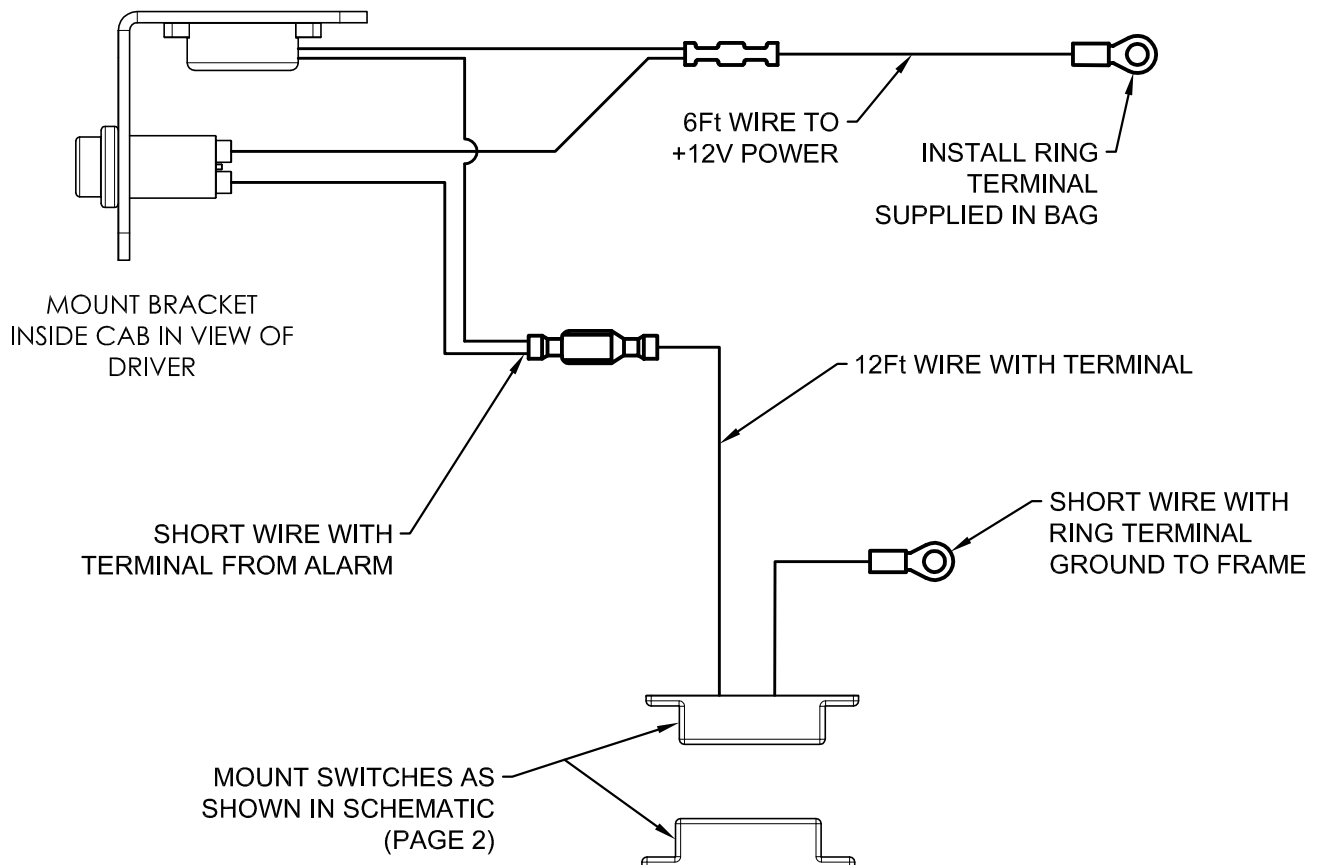 6Ft WIRE TO
+12V POWER
INSTALL RING
TERMINAL
SUPPLIED IN BAG
MOUNT BRACKET
INSIDE CAB IN VIEW OF
DRIVER
12Ft WIRE WITH TERMINAL
SHORT WIRE WITH
TERMINAL FROM ALARM
SHORT WIRE WITH
RING TERMINAL
GROUND TO FRAME
MOUNT SWITCHES AS
SHOWN IN SCHEMATIC
(PAGE 2)